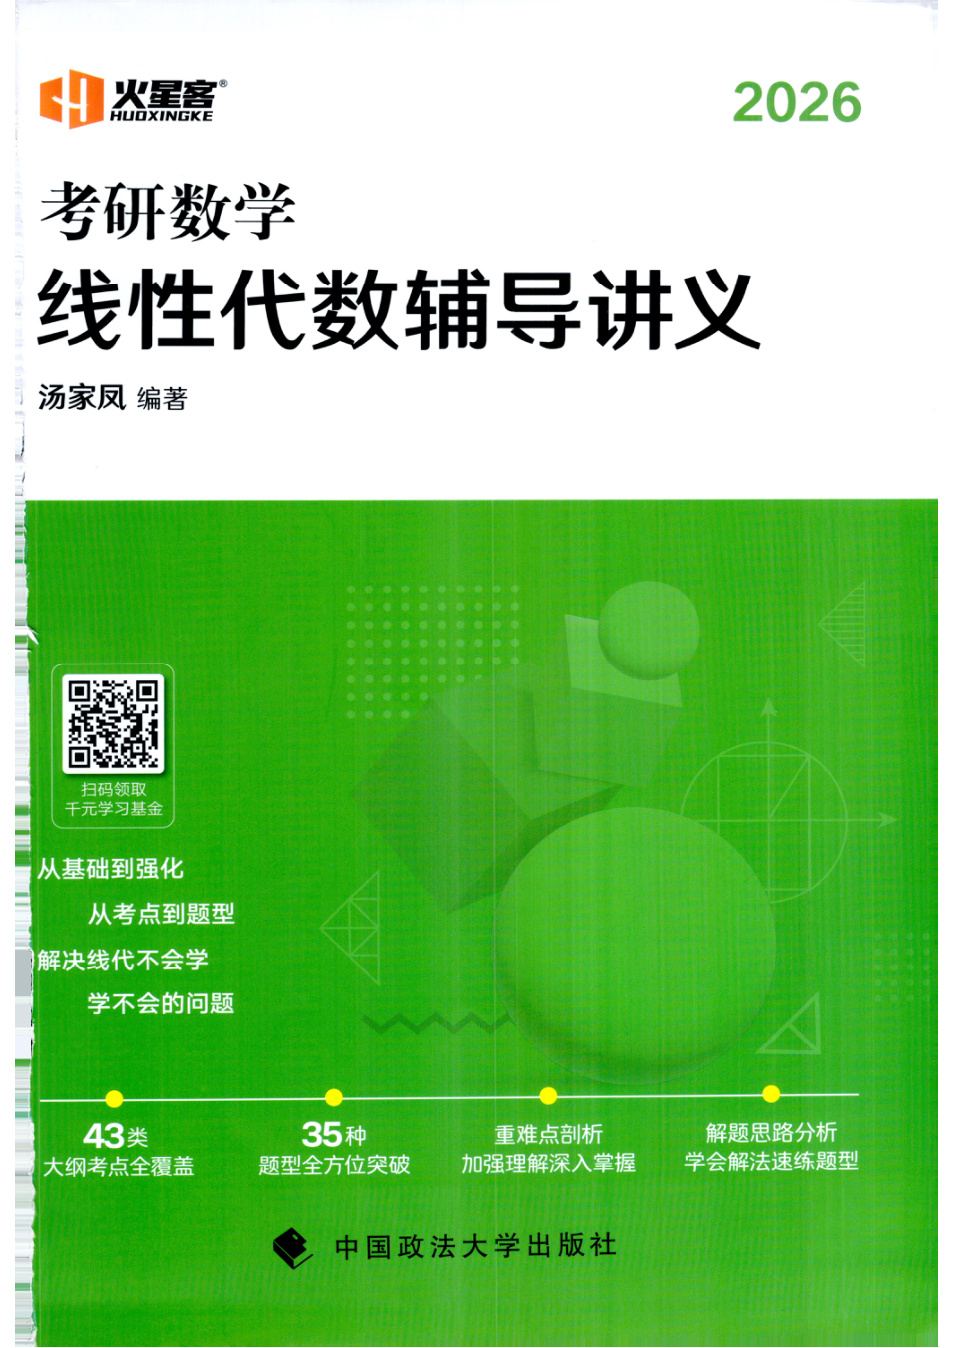 火星客®
HUOXINGKE
2026
考研数学
线性代数辅导讲义
汤家凤 编著
扫码领取
千元学习基金
从基础到强化
从考点到题型
解决线代不会学
学不会的问题
43类
大纲考点全覆盖
35种
题型全方位突破
重难点剖析
加强理解深入掌握
解题思路分析
学会解法速练题型
中国政法大学出版社